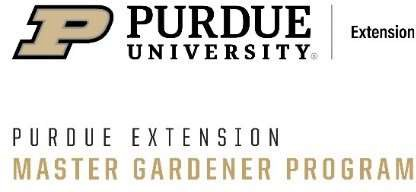 P PURDUE
UNIVERSITY®
Extension
PURDUE EXTENSION
MASTER GARDENER PROGRAM